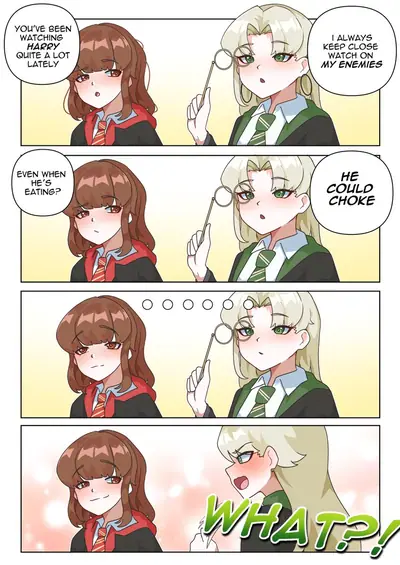 YOU'VE BEEN
WATCHING
HARRY
QUITE A LOT
LATELY
I ALWAYS
KEEP CLOSE
WATCH ON
MY ENEMIES
EVEN WHEN
HE'S
EATING?
HE
COULD
CHOKE
WHAT?!